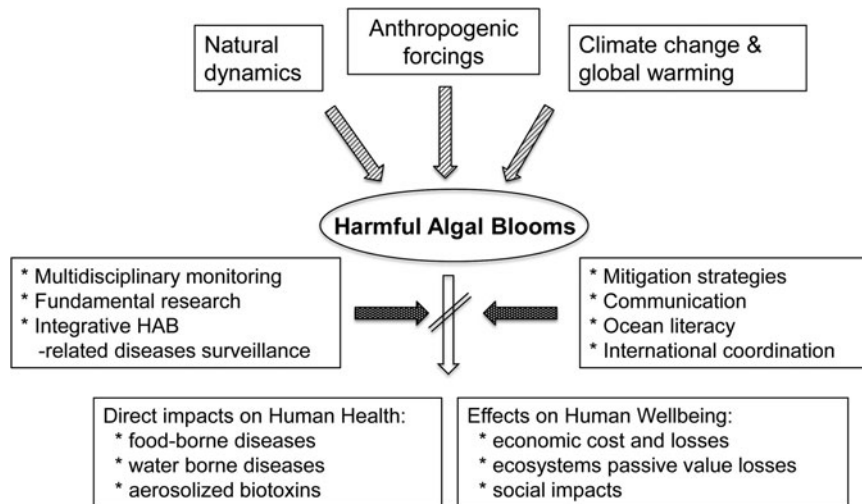 Natural
dynamics
Anthropogenic
forcings
Climate change &
global warming
Harmful Algal Blooms
* Multidisciplinary monitoring
* Fundamental research
* Integrative HAB
-related diseases surveillance
* Mitigation strategies
* Communication
* Ocean literacy
* International coordination
Direct impacts on Human Health:
* food-borne diseases
* water borne diseases
* aerosolized biotoxins
Effects on Human Wellbeing:
* economic cost and losses
* ecosystems passive value losses
* social impacts